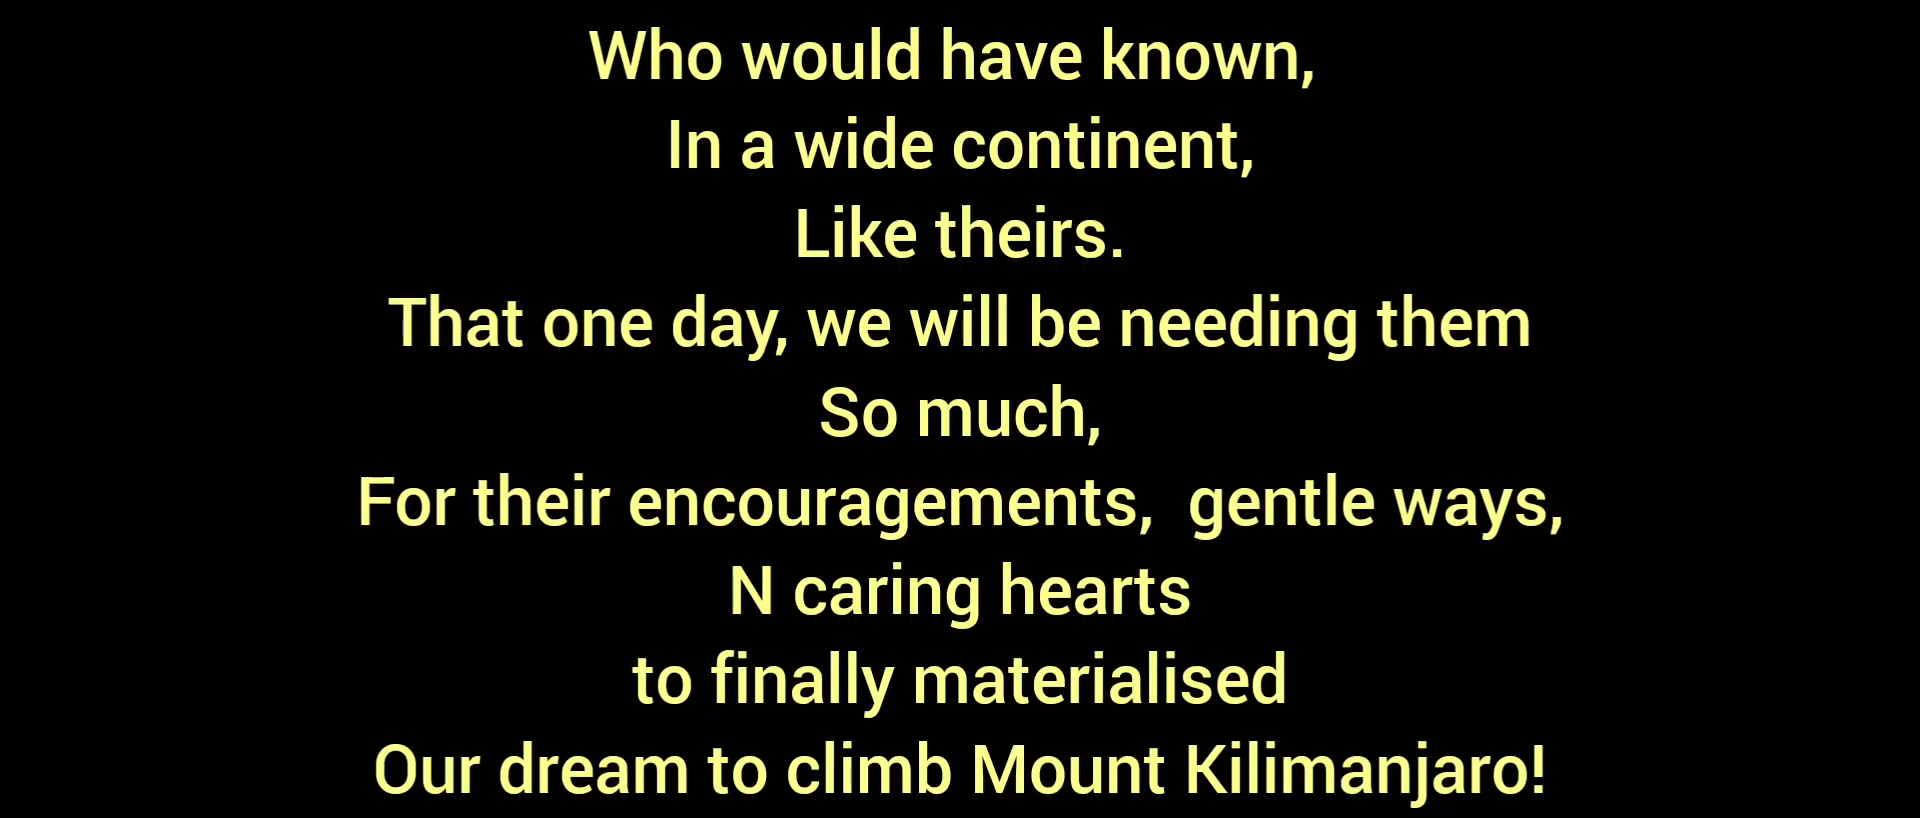 Who would have known,
In a wide continent,
Like theirs.
That one day, we will be needing them
So much,
For their encouragements,  gentle ways,
N caring hearts
to finally materialised
Our dream to climb Mount Kilimanjaro!